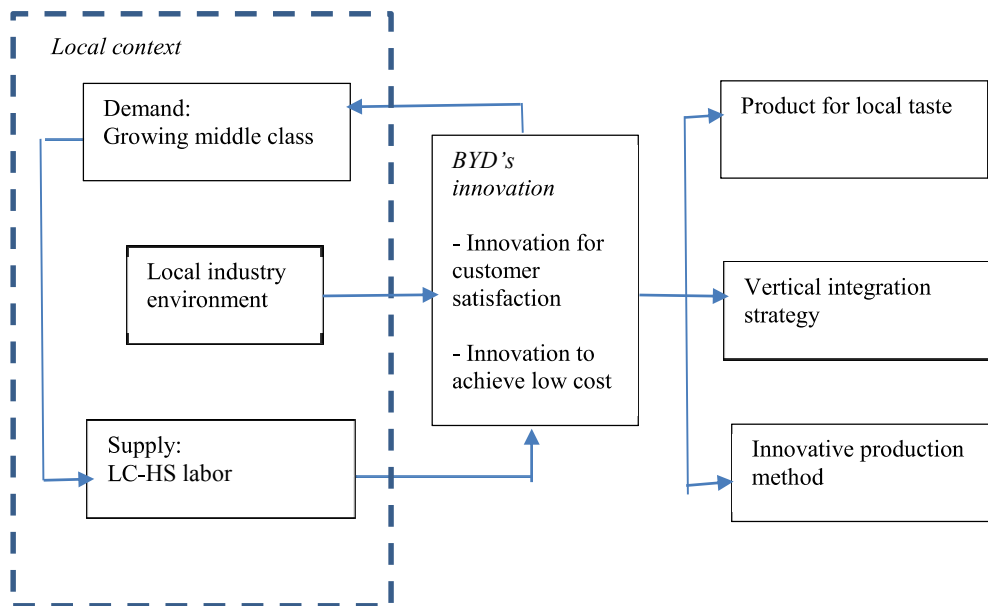 Local context
Demand:
Growing middle class
Local industry
environment
Supply:
LC-HS labor
BYD's
innovation
- Innovation for
customer
satisfaction
- Innovation to
achieve low cost
Product for local taste
Vertical integration
strategy
Innovative production
method